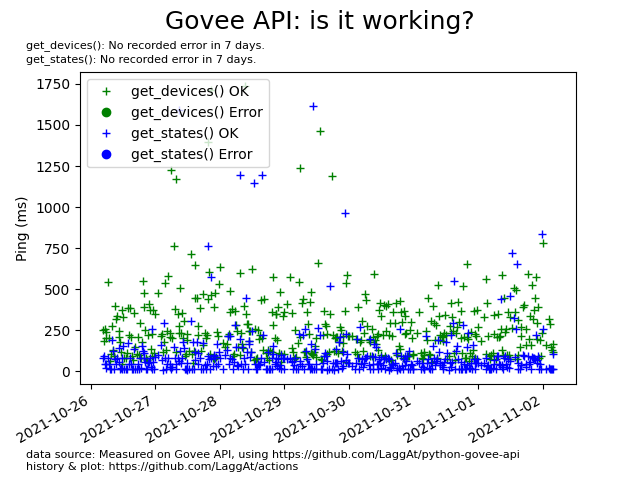 Govee API: is it working?
get_devices(): No recorded error in 7 days.
get_states(): No recorded error in 7 days.
get_devices() OK
get_devices() Error
get_states() OK
get_states() Error
Ping (ms)
1750
1500
1250
1000
750
500
250
0
2021-10-26
2021-10-27
2021-10-28
2021-10-29
2021-10-30
2021-10-31
2021-11-01
2021-11-02
data source: Measured on Govee API, using https://github.com/LaggAt/python-govee-api
history & plot: https://github.com/LaggAt/actions